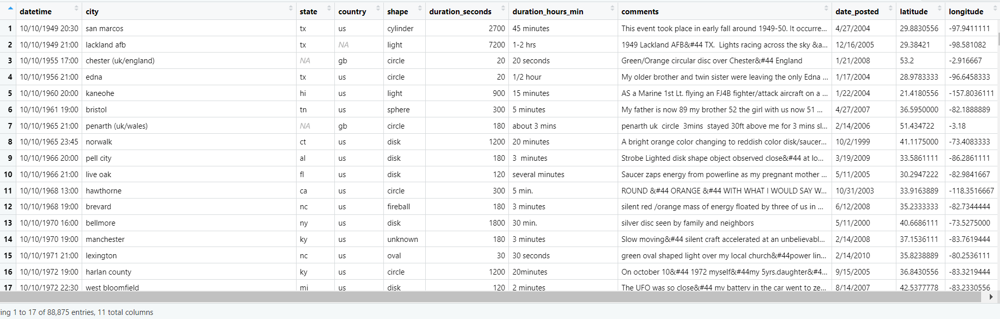 datetime city state country shape duration_seconds duration_hours_min comments date_posted latitude longitude
1 10/10/1949 20:30 san marcos tx us cylinder 2700 45 minutes This event took place in early fall around 1949-50. It occurre... 4/27/2004 29.8830556 -97.9411111
2 10/10/1949 21:00 lackland afb tx NA light 7200 1-2 hrs 1949 Lackland AFB&#44 TX.  Lights racing across the sky &a... 12/16/2005 29.38421 -98.581082
3 10/10/1955 17:00 chester (uk/england) NA gb circle 20 20 seconds Green/Orange circular disc over Chester&#44 England 1/21/2008 53.2 -2.916667
4 10/10/1956 21:00 edna tx us circle 20 1/2 hour My older brother and twin sister were leaving the only Edna ... 1/17/2004 28.9783333 -96.6458333
5 10/10/1960 20:00 kaneohe hi us light 900 15 minutes AS a Marine 1st Lt. flying an FJ4B fighter/attack aircraft on a ... 1/22/2004 21.4180556 -157.8036111
6 10/10/1961 19:00 bristol tn us sphere 300 5 minutes My father is now 89 my brother 52 the girl with us now 51 ... 4/27/2007 36.5950000 -82.1888889
7 10/10/1965 21:00 penarth (uk/wales) NA gb circle 180 about 3 mins penarth uk  circle  3mins  stayed 30ft above me for 3 mins sl... 2/14/2006 51.434722 -3.18
8 10/10/1965 23:45 norwalk ct us disk 1200 20 minutes A bright orange color changing to reddish color disk/saucer... 10/2/1999 41.1175000 -73.4083333
9 10/10/1966 20:00 pell city al us disk 180 3  minutes Strobe Lighted disk shape object observed close&#44 at lo... 3/19/2009 33.5861111 -86.2861111
10 10/10/1966 21:00 live oak fl us disk 120 several minutes Saucer zaps energy from powerline as my pregnant mother ... 5/11/2005 30.2947222 -82.9841667
11 10/10/1968 13:00 hawthorne ca us circle 300 5 min. ROUND &#44 ORANGE &#44 WITH WHAT I WOULD SAY W... 10/31/2003 33.9163889 -118.3516667
12 10/10/1968 19:00 brevard nc us fireball 180 3 minutes silent red /orange mass of energy floated by three of us in ... 6/12/2008 35.2333333 -82.7344444
13 10/10/1970 16:00 bellmore ny us disk 1800 30 min. silver disc seen by family and neighbors 5/11/2000 40.6686111 -73.5275000
14 10/10/1970 19:00 manchester ky us unknown 180 3 minutes Slow moving&#44 silent craft accelerated at an unbelievabl... 2/14/2008 37.1536111 -83.7619444
15 10/10/1971 21:00 lexington nc us oval 30 30 seconds green oval shaped light over my local church&#44power lin... 2/14/2010 35.8238889 -80.2536111
16 10/10/1972 19:00 harlan county ky us circle 1200 20minutes On october 10&#44 1972 myself&#44my 5yrs.daughter&#4... 9/15/2005 36.8430556 -83.3219444
17 10/10/1972 22:30 west bloomfield mi us disk 120 2 minutes The UFO was so close&#44 my battery in the car went to ze... 8/14/2007 42.5377778 -83.2330556
ing 1 to 17 of 88,875 entries, 11 total columns